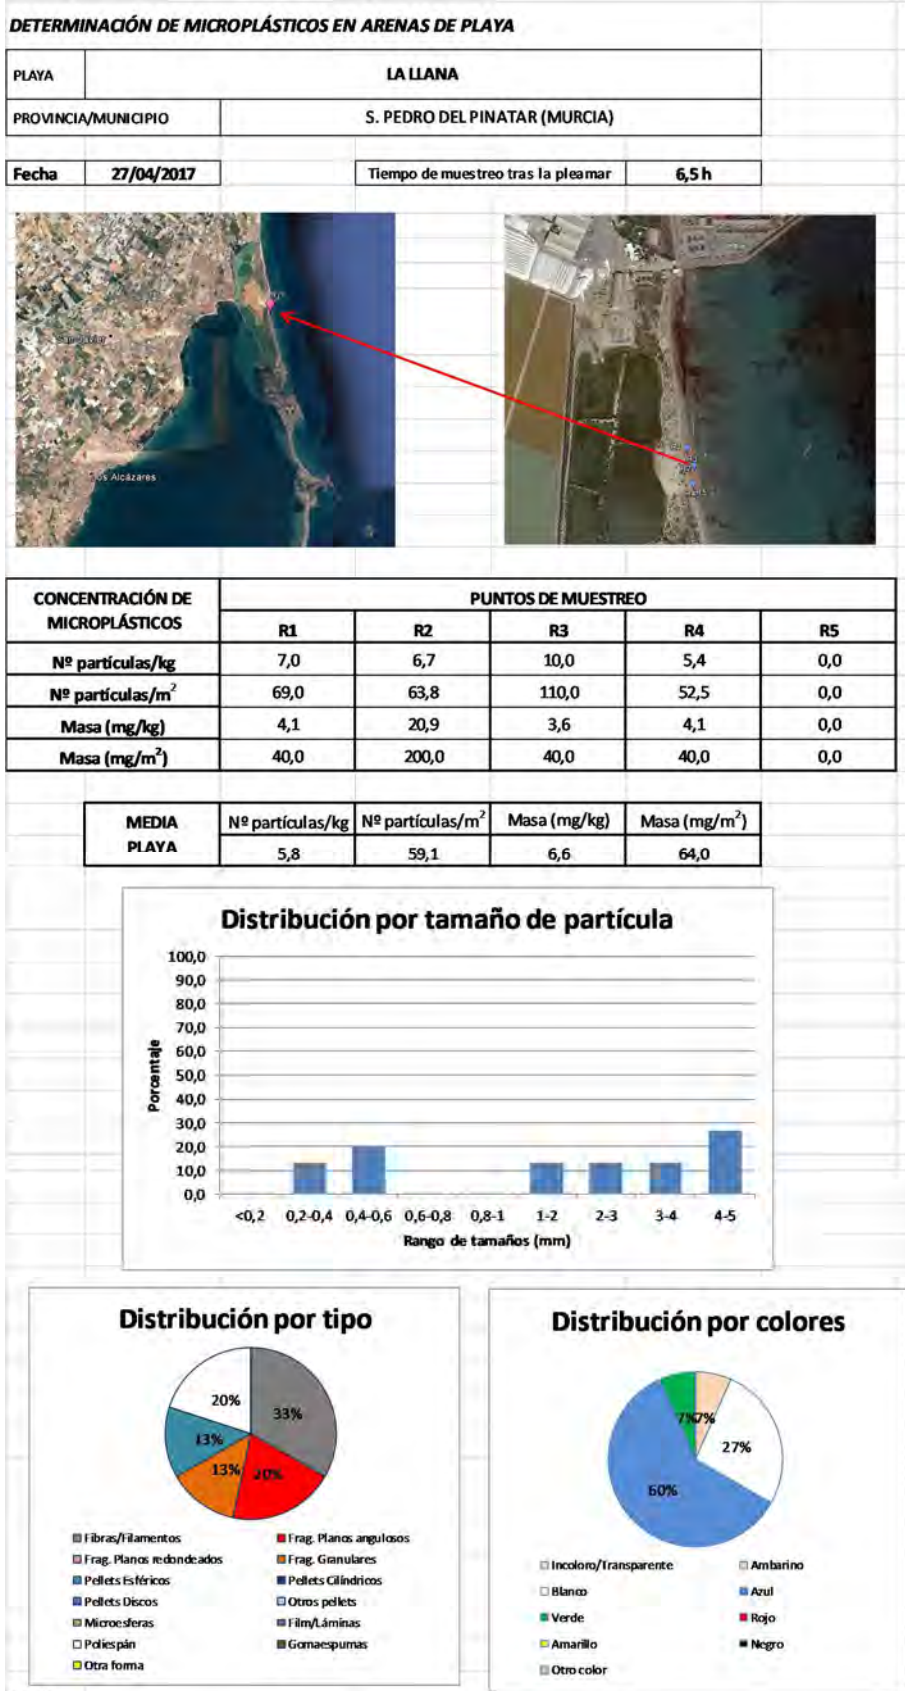 DETERMINACIÓN DE MICROPLÁSTICOS EN ARENAS DE PLAYA
PLAYA LA LLANA
PROVINCIA/MUNICIPIO S. PEDRO DEL PINATAR (MURCIA)
Fecha 27/04/2017 Tiempo de muestreo tras la pleamar 6,5 h
San Javier
Los Alcázares
CONCENTRACIÓN DE MICROPLÁSTICOS PUNTOS DE MUESTREO
R1 R2 R3 R4 R5
Nº partículas/kg 7,0 6,7 10,0 5,4 0,0
Nº partículas/m² 69,0 63,8 110,0 52,5 0,0
Masa (mg/kg) 4,1 20,9 3,6 4,1 0,0
Masa (mg/m²) 40,0 200,0 40,0 40,0 0,0
MEDIA PLAYA Nº partículas/kg Nº partículas/m² Masa (mg/kg) Masa (mg/m²)
5,8 59,1 6,6 64,0
Distribución por tamaño de partícula
Porcentaje
100,0
90,0
80,0
70,0
60,0
50,0
40,0
30,0
20,0
10,0
0,0
<0,2 0,2-0,4 0,4-0,6 0,6-0,8 0,8-1 1-2 2-3 3-4 4-5
Rango de tamaños (mm)
Distribución por tipo
20% 33%
13%
13% 20%
Fibras/Filamentos Frag. Planos angulosos
Frag. Planos redondeados Frag. Granulares
Pellets Esféricos Pellets Cilíndricos
Pellets Discos Otros pellets
Microesferas Film/Láminas
Poliespán Gomaespumas
Otra forma
Distribución por colores
7% 7%
27%
60%
Incoloro/Transparente Ambarino
Blanco Azul
Verde Rojo
Amarillo Negro
Otro color